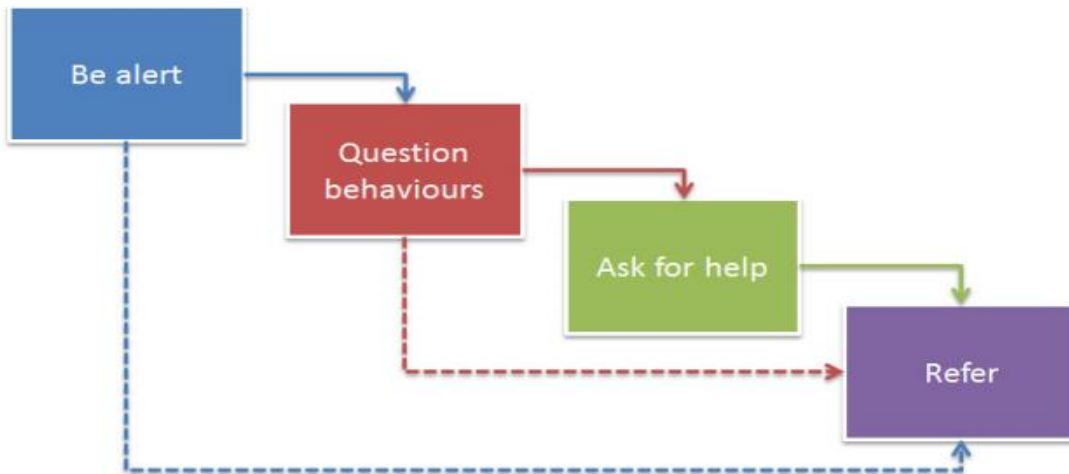 Be alert
Question
behaviours
Ask for help
Refer